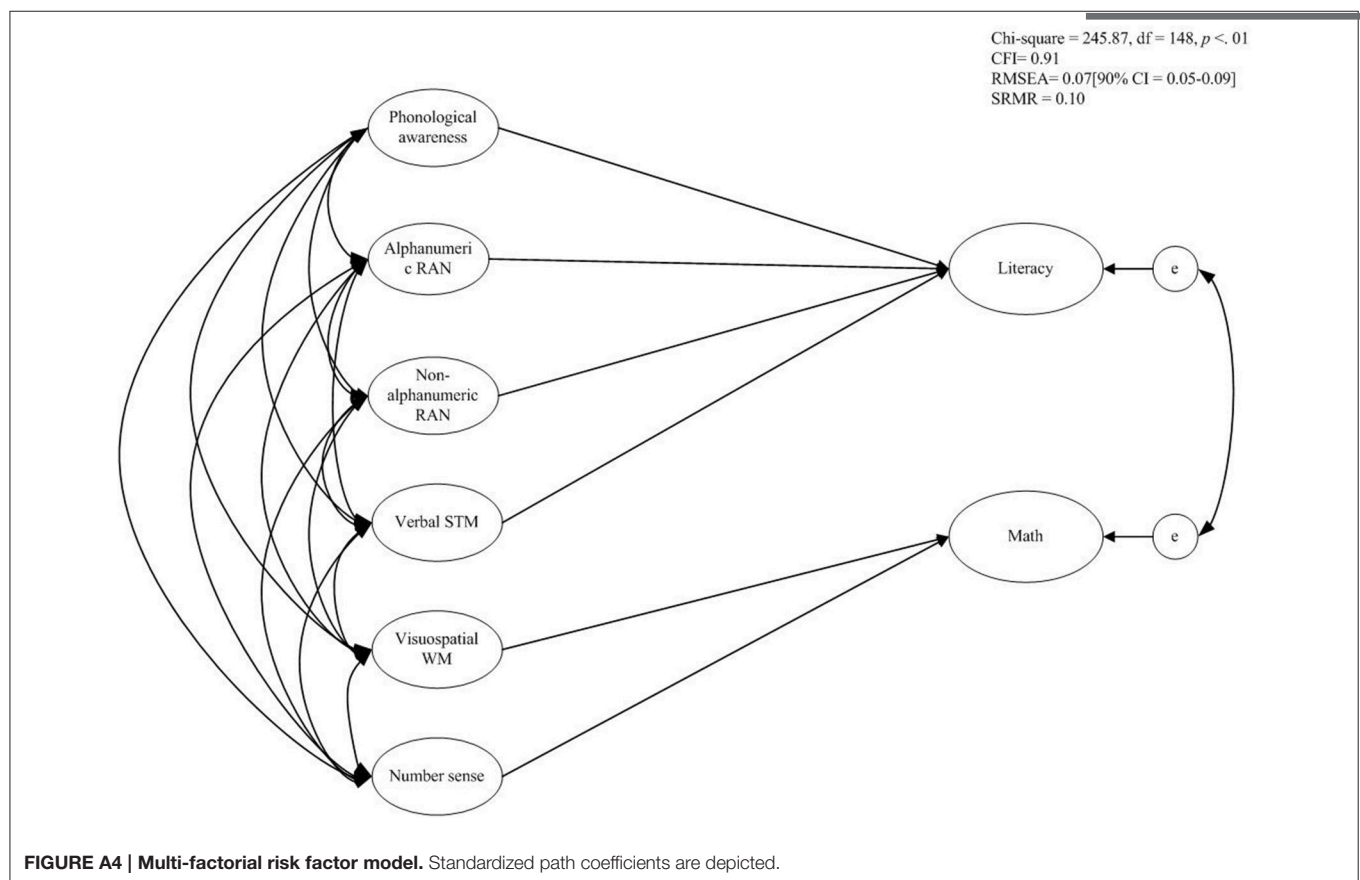 Chi-square = 245.87, df = 148, p <. 01
CFI= 0.91
RMSEA= 0.07[90% CI = 0.05-0.09]
SRMR = 0.10
Phonological
awareness
Alphanumeri
c RAN
Literacy
e
Non-
alphanumeric
RAN
Verbal STM
Math
e
Visuospatial
WM
Number sense
FIGURE A4 | Multi-factorial risk factor model. Standardized path coefficients are depicted.